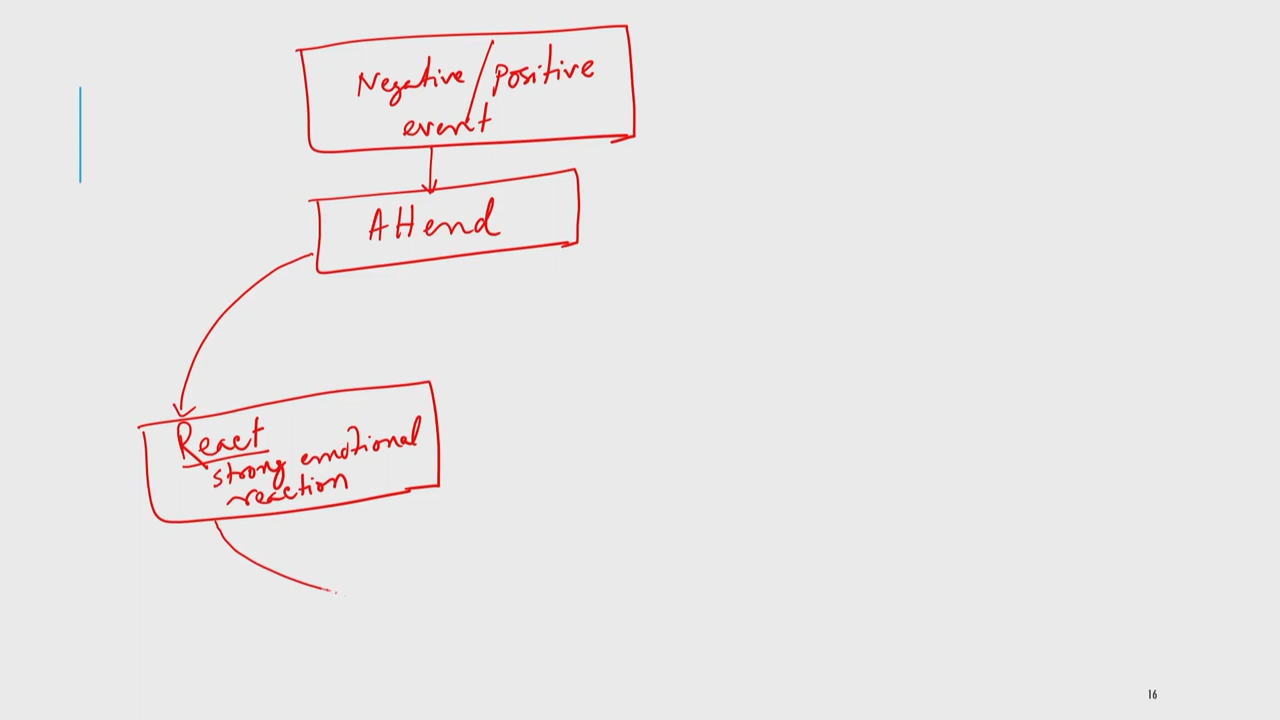 Negative/positive
event
Attend
React
strong emotional
reaction
16